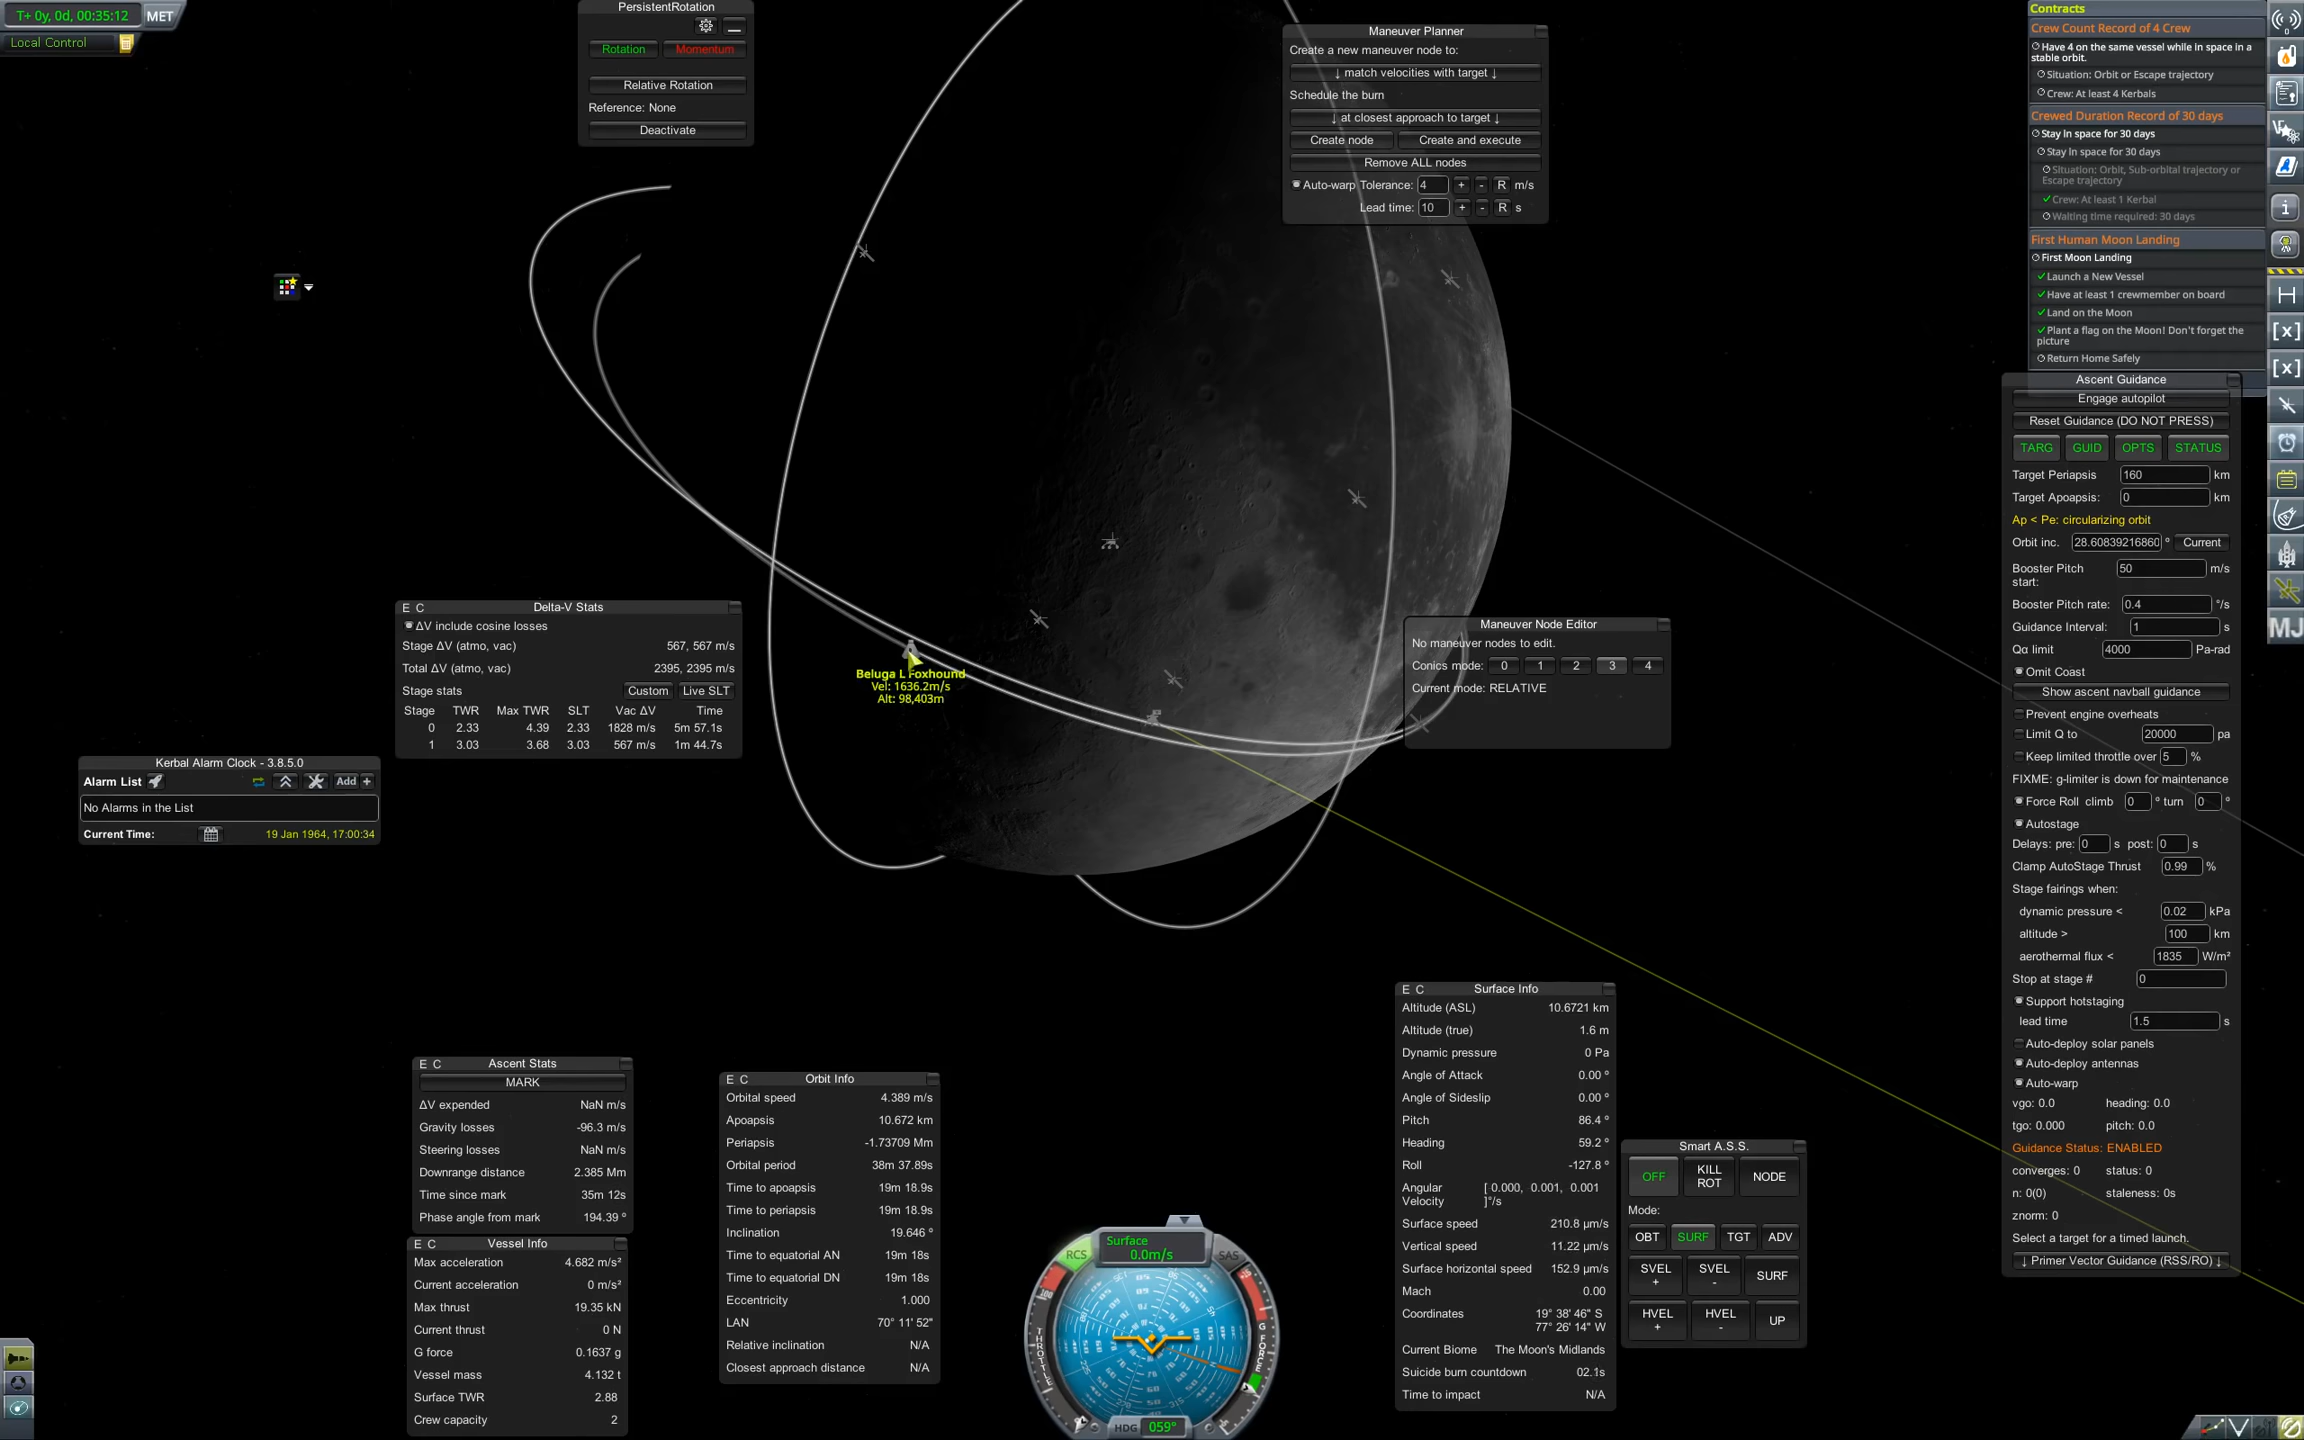 T+ 0y, 0d, 00:35:12 MET
Local Control
PersistentRotation
Rotation Momentum
Relative Rotation
Reference: None
Deactivate
Maneuver Planner
Create a new maneuver node to:
↓ match velocities with target ↓
Schedule the burn
↓ at closest approach to target ↓
Create node Create and execute
Remove ALL nodes
Auto-warp Tolerance: 4 + - R m/s
Lead time: 10 + - R s
Contracts
Crew Count Record of 4 Crew
Have 4 on the same vessel while in space in a
stable orbit.
Situation: Orbit or Escape trajectory
Crew: At least 4 Kerbals
Crewed Duration Record of 30 days
Stay In space for 30 days
Stay In space for 30 days
Situation: Orbit, Sub-orbital trajectory or
Escape trajectory
Crew: At least 1 Kerbal
Waiting time required: 30 days
First Human Moon Landing
First Moon Landing
Launch a New Vessel
Have at least 1 crewmember on board
Land on the Moon
Plant a flag on the Moon! Don't forget the
picture
Return Home Safely
Ascent Guidance
Engage autopilot
Reset Guidance (DO NOT PRESS)
TARG GUID OPTS STATUS
Target Periapsis 160 km
Target Apoapsis: 0 km
Ap < Pe: circularizing orbit
Orbit inc. 28.60839216860 º Current
Booster Pitch
start: 50 m/s
Booster Pitch rate: 0.4 °/s
Guidance Interval: 1 s
Qα limit 4000 Pa-rad
Omit Coast
Show ascent navball guidance
Prevent engine overheats
Limit Q to 20000 pa
Keep limited throttle over 5 %
FIXME: g-limiter is down for maintenance
Force Roll climb 0 º turn 0 º
Autostage
Delays: pre: 0 s post: 0 s
Clamp AutoStage Thrust 0.99 %
Stage fairings when:
dynamic pressure < 0.02 kPa
altitude > 100 km
aerothermal flux < 1835 W/m²
Stop at stage # 0
Support hotstaging
lead time 1.5 s
Auto-deploy solar panels
Auto-deploy antennas
Auto-warp
vgo: 0.0 heading: 0.0
tgo: 0.000 pitch: 0.0
Guidance Status: ENABLED
converges: 0 status: 0
n: 0(0) staleness: 0s
znorm: 0
Select a target for a timed launch.
↓ Primer Vector Guidance (RSS/RO) ↓
E C Delta-V Stats
ΔV include cosine losses
Stage ΔV (atmo, vac) 567, 567 m/s
Total ΔV (atmo, vac) 2395, 2395 m/s
Stage stats Custom Live SLT
Stage TWR Max TWR SLT Vac ΔV Time
0 2.33 4.39 2.33 1828 m/s 5m 57.1s
1 3.03 3.68 3.03 567 m/s 1m 44.7s
Beluga L Foxhound
Vel: 1636.2m/s
Alt: 98,403m
Maneuver Node Editor
No maneuver nodes to edit.
Conics mode: 0 1 2 3 4
Current mode: RELATIVE
Kerbal Alarm Clock - 3.8.5.0
Alarm List Add +
No Alarms in the List
Current Time: 19 Jan 1964, 17:00:34
E C Ascent Stats
MARK
ΔV expended NaN m/s
Gravity losses -96.3 m/s
Steering losses NaN m/s
Downrange distance 2.385 Mm
Time since mark 35m 12s
Phase angle from mark 194.39 º
E C Vessel Info
Max acceleration 4.682 m/s²
Current acceleration 0 m/s²
Max thrust 19.35 kN
Current thrust 0 N
G force 0.1637 g
Vessel mass 4.132 t
Surface TWR 2.88
Crew capacity 2
E C Orbit Info
Orbital speed 4.389 m/s
Apoapsis 10.672 km
Periapsis -1.73709 Mm
Orbital period 38m 37.89s
Time to apoapsis 19m 18.9s
Time to periapsis 19m 18.9s
Inclination 19.646 º
Time to equatorial AN 19m 18s
Time to equatorial DN 19m 18s
Eccentricity 1.000
LAN 70° 11' 52"
Relative inclination N/A
Closest approach distance N/A
E C Surface Info
Altitude (ASL) 10.6721 km
Altitude (true) 1.6 m
Dynamic pressure 0 Pa
Angle of Attack 0.00 º
Angle of Sideslip 0.00 º
Pitch 86.4 º
Heading 59.2 º
Roll -127.8 º
Angular [ 0.000, 0.001, 0.001
Velocity ]°/s
Surface speed 210.8 μm/s
Vertical speed 11.22 μm/s
Surface horizontal speed 152.9 μm/s
Mach 0.00
Coordinates 19° 38' 46" S
77° 26' 14" W
Current Biome The Moon's Midlands
Suicide burn countdown 02.1s
Time to impact N/A
Smart A.S.S.
OFF KILL ROT NODE
Mode:
OBT SURF TGT ADV
SVEL + SVEL - SURF
HVEL + HVEL - UP
RCS Surface 0.0m/s SAS
THROTTLE
G FORCE
HDG 059°
MJ